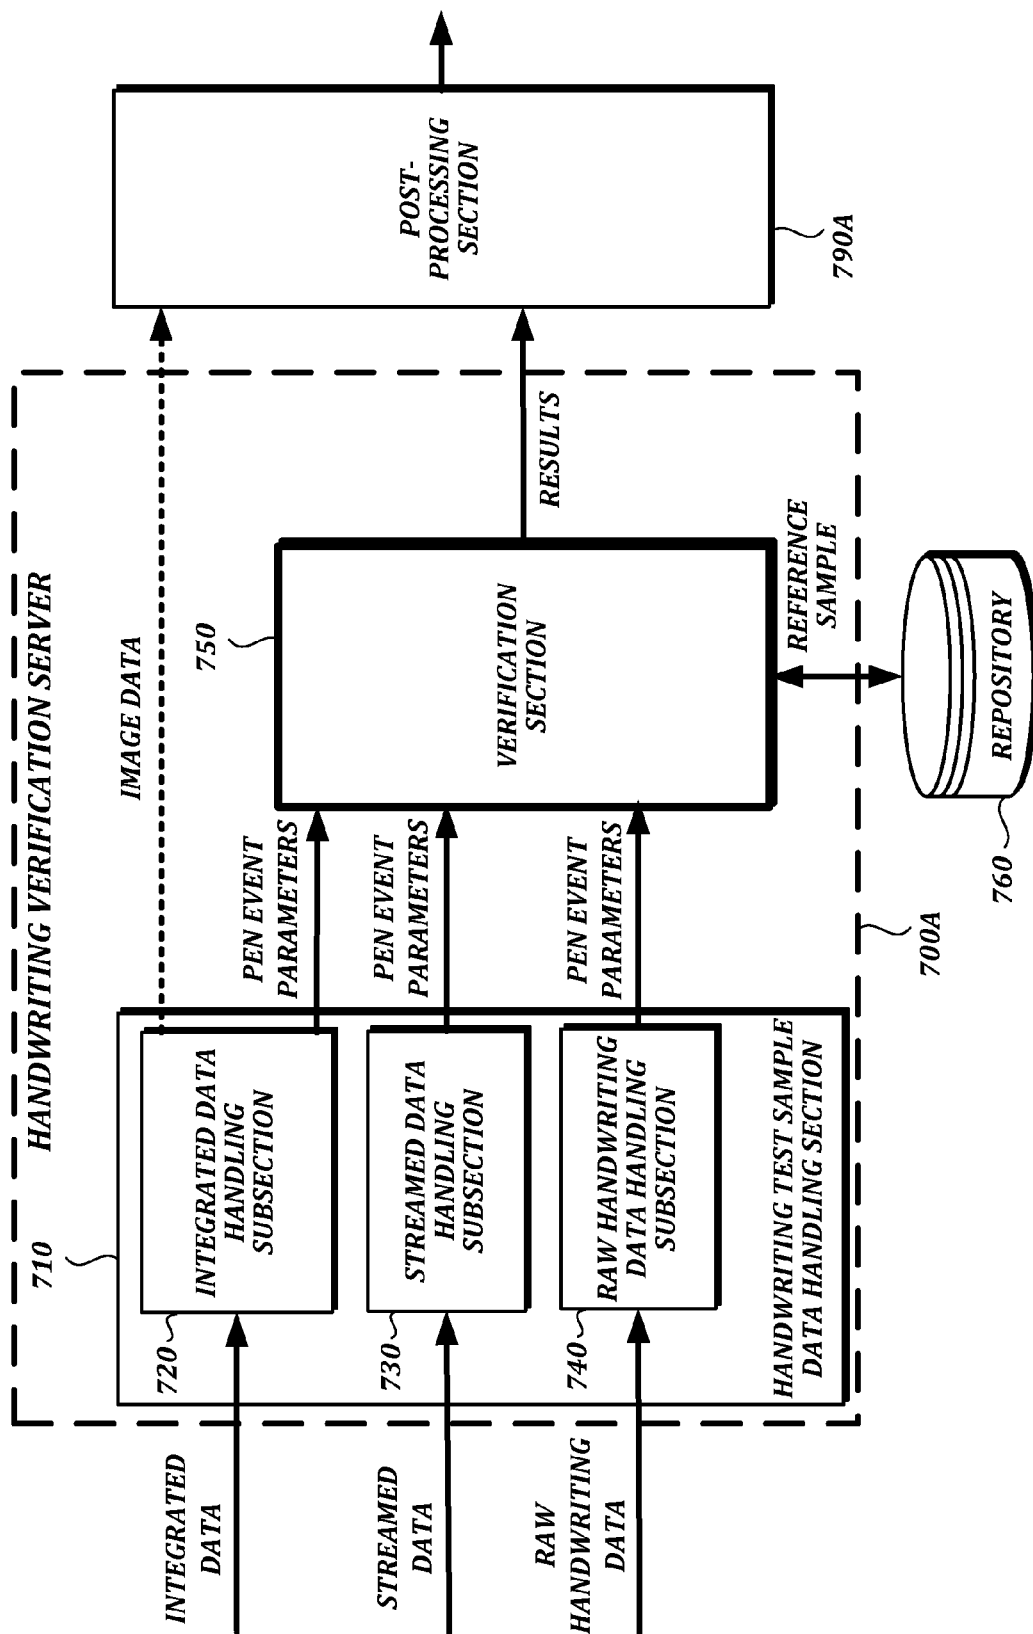 HANDWRITING VERIFICATION SERVER
710
INTEGRATED
DATA
720
INTEGRATED DATA
HANDLING
SUBSECTION
IMAGE DATA
PEN EVENT
PARAMETERS
STREAMED
DATA
730
STREAMED DATA
HANDLING
SUBSECTION
PEN EVENT
PARAMETERS
RAW
HANDWRITING
DATA
740
RAW HANDWRITING
DATA HANDLING
SUBSECTION
PEN EVENT
PARAMETERS
HANDWRITING TEST SAMPLE
DATA HANDLING SECTION
750
VERIFICATION
SECTION
RESULTS
REFERENCE
SAMPLE
REPOSITORY
760
700A
POST-
PROCESSING
SECTION
790A